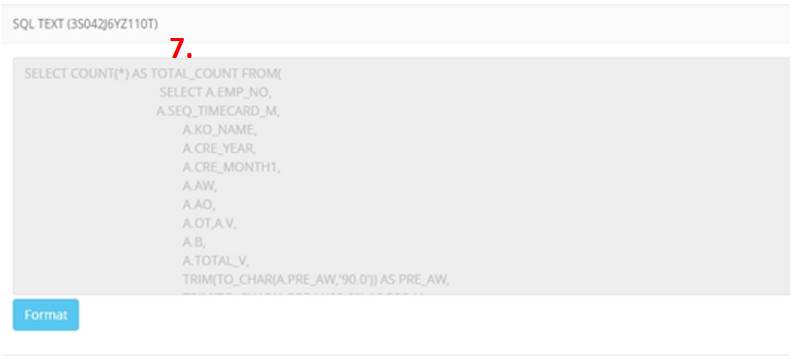 SQL TEXT (3S042J6YZ110T)
7.
SELECT COUNT(*) AS TOTAL_COUNT FROM(
SELECT A.EMP_NO,
A.SEQ_TIMECARD_M,
A.KO_NAME,
A.CRE_YEAR,
A.CRE_MONTH1,
A.AW,
A.AO,
A.OT,A.V,
A.B,
A.TOTAL_V,
TRIM(TO_CHAR(A.PRE_AW,'90.0')) AS PRE_AW,
Format